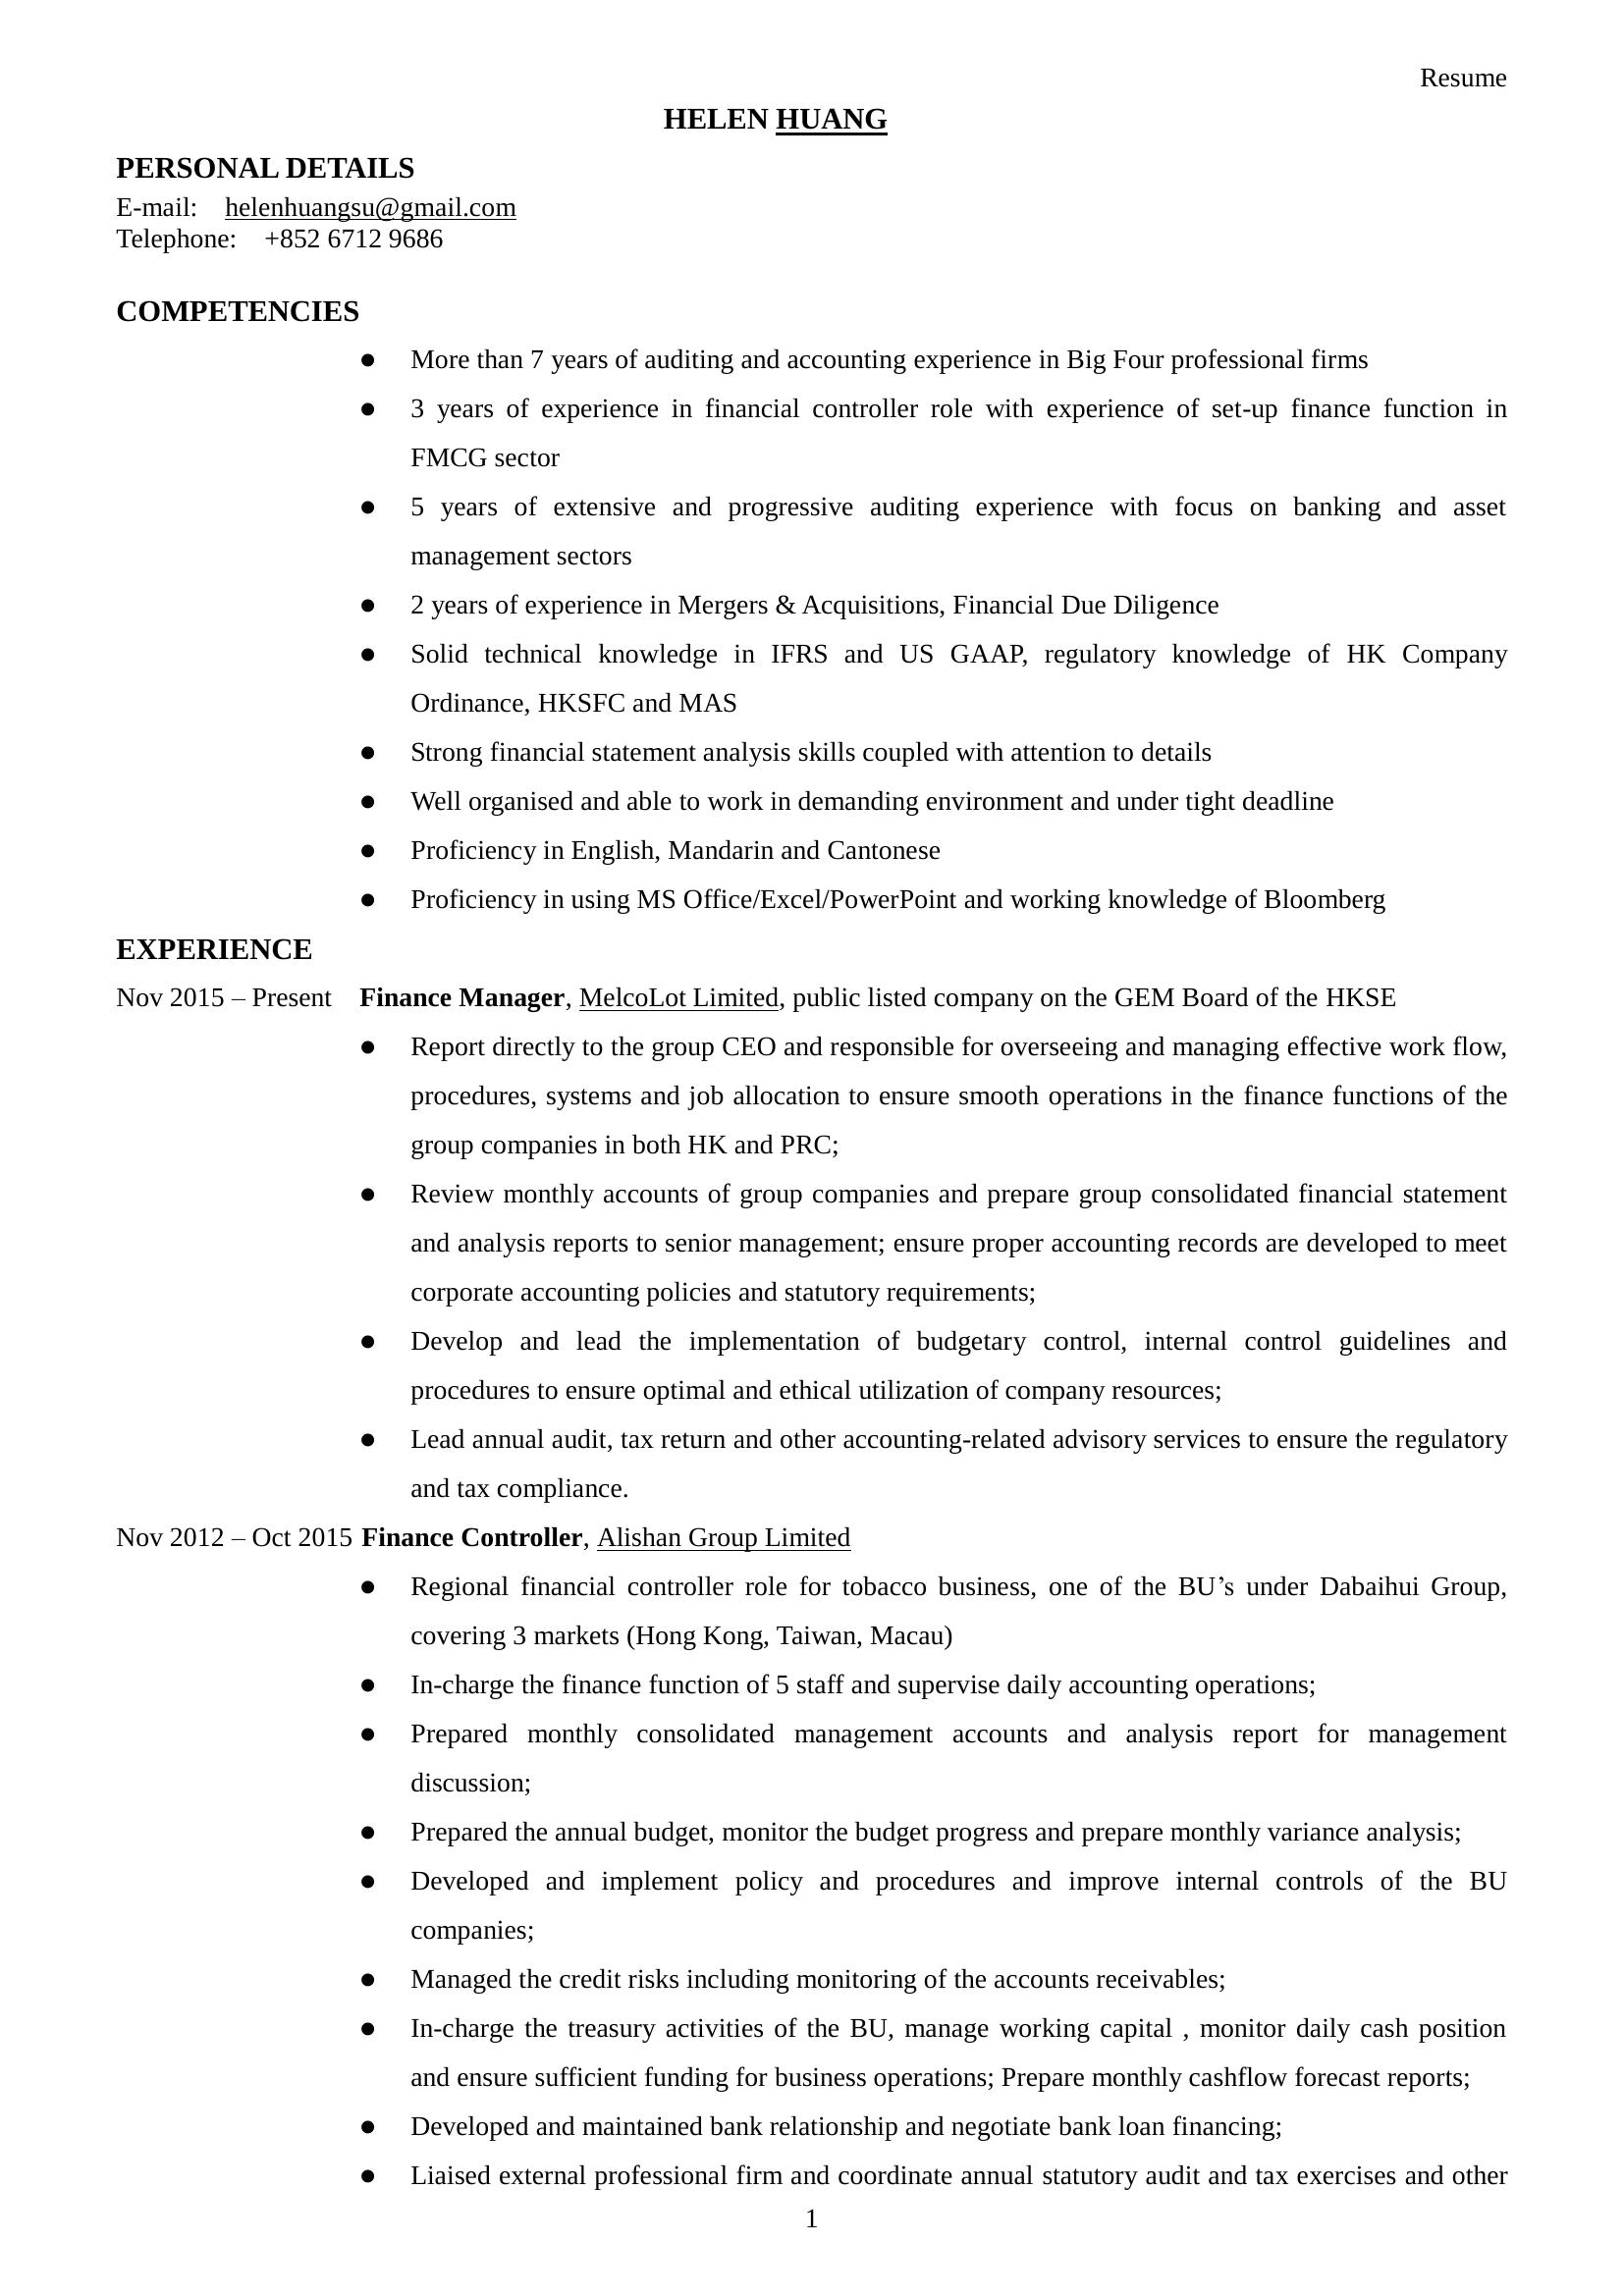 Resume
HELEN HUANG
PERSONAL DETAILS
E-mail: helenhuangsu@gmail.com
Telephone: +852 6712 9686
COMPETENCIES
● More than 7 years of auditing and accounting experience in Big Four professional firms
● 3 years of experience in financial controller role with experience of set-up finance function in
FMCG sector
● 5 years of extensive and progressive auditing experience with focus on banking and asset
management sectors
● 2 years of experience in Mergers & Acquisitions, Financial Due Diligence
● Solid technical knowledge in IFRS and US GAAP, regulatory knowledge of HK Company
Ordinance, HKSFC and MAS
● Strong financial statement analysis skills coupled with attention to details
● Well organised and able to work in demanding environment and under tight deadline
● Proficiency in English, Mandarin and Cantonese
● Proficiency in using MS Office/Excel/PowerPoint and working knowledge of Bloomberg
EXPERIENCE
Nov 2015 – Present Finance Manager, MelcoLot Limited, public listed company on the GEM Board of the HKSE
● Report directly to the group CEO and responsible for overseeing and managing effective work flow,
procedures, systems and job allocation to ensure smooth operations in the finance functions of the
group companies in both HK and PRC;
● Review monthly accounts of group companies and prepare group consolidated financial statement
and analysis reports to senior management; ensure proper accounting records are developed to meet
corporate accounting policies and statutory requirements;
● Develop and lead the implementation of budgetary control, internal control guidelines and
procedures to ensure optimal and ethical utilization of company resources;
● Lead annual audit, tax return and other accounting-related advisory services to ensure the regulatory
and tax compliance.
Nov 2012 – Oct 2015 Finance Controller, Alishan Group Limited
● Regional financial controller role for tobacco business, one of the BU’s under Dabaihui Group,
covering 3 markets (Hong Kong, Taiwan, Macau)
● In-charge the finance function of 5 staff and supervise daily accounting operations;
● Prepared monthly consolidated management accounts and analysis report for management
discussion;
● Prepared the annual budget, monitor the budget progress and prepare monthly variance analysis;
● Developed and implement policy and procedures and improve internal controls of the BU
companies;
● Managed the credit risks including monitoring of the accounts receivables;
● In-charge the treasury activities of the BU, manage working capital , monitor daily cash position
and ensure sufficient funding for business operations; Prepare monthly cashflow forecast reports;
● Developed and maintained bank relationship and negotiate bank loan financing;
● Liaised external professional firm and coordinate annual statutory audit and tax exercises and other
1